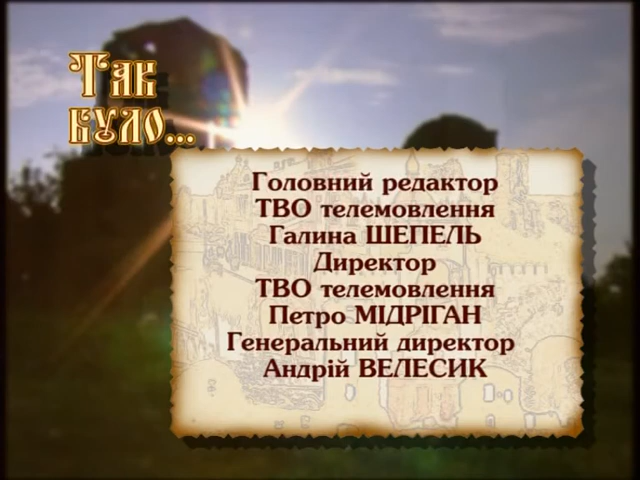 Так
було...
Головний редактор
ТВО телемовлення
Галина ШЕПЕЛЬ
Директор
ТВО телемовлення
Петро МІДРІГАН
Генеральний директор
Андрій ВЕЛЕСИК